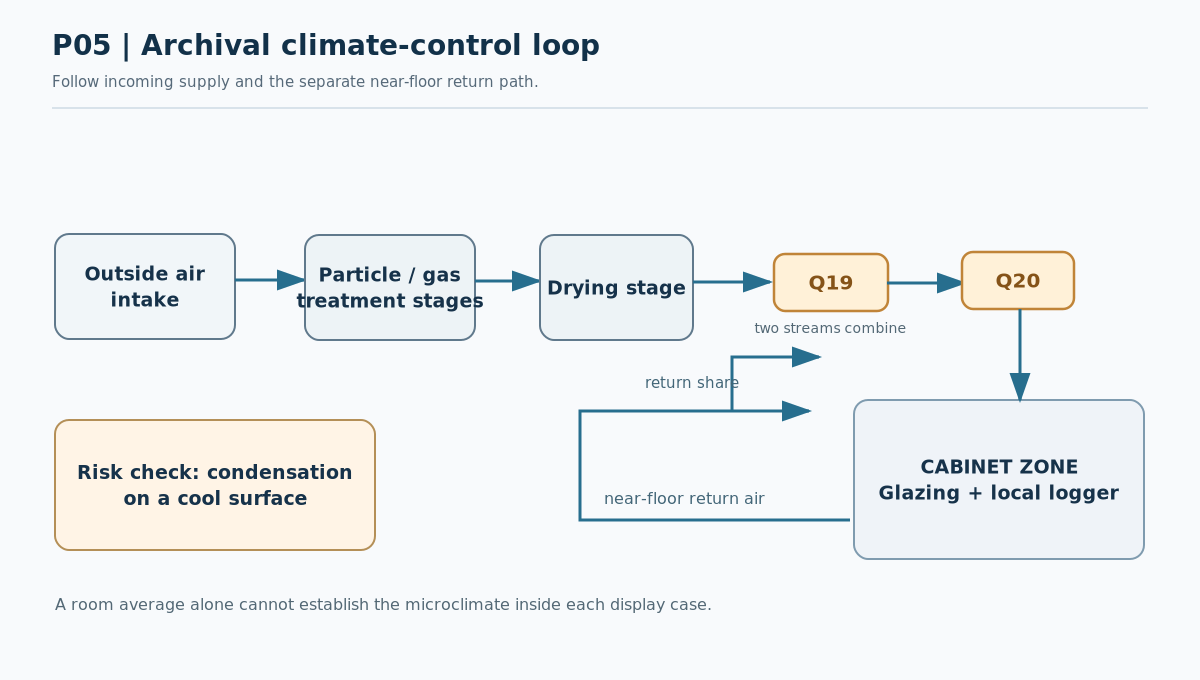 P05 | Archival climate-control loop
Follow incoming supply and the separate near-floor return path.
Outside air
intake
Particle / gas
treatment stages
Drying stage
Q19
Q20
two streams combine
return share
CABINET ZONE
Glazing + local logger
Risk check: condensation
on a cool surface
near-floor return air
A room average alone cannot establish the microclimate inside each display case.